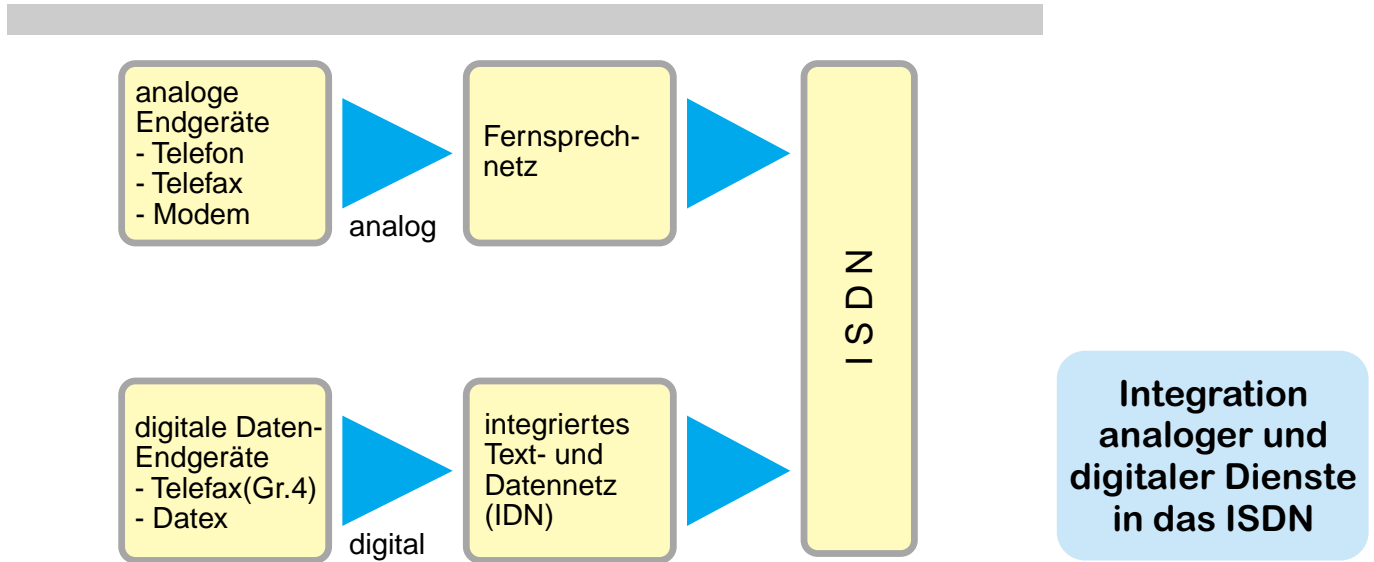 analoge
Endgeräte
- Telefon
- Telefax
- Modem
analog
Fernsprech-
netz
I S D N
digitale Daten-
Endgeräte
- Telefax(Gr.4)
- Datex
digital
integriertes
Text- und
Datennetz
(IDN)
Integration
analoger und
digitaler Dienste
in das ISDN